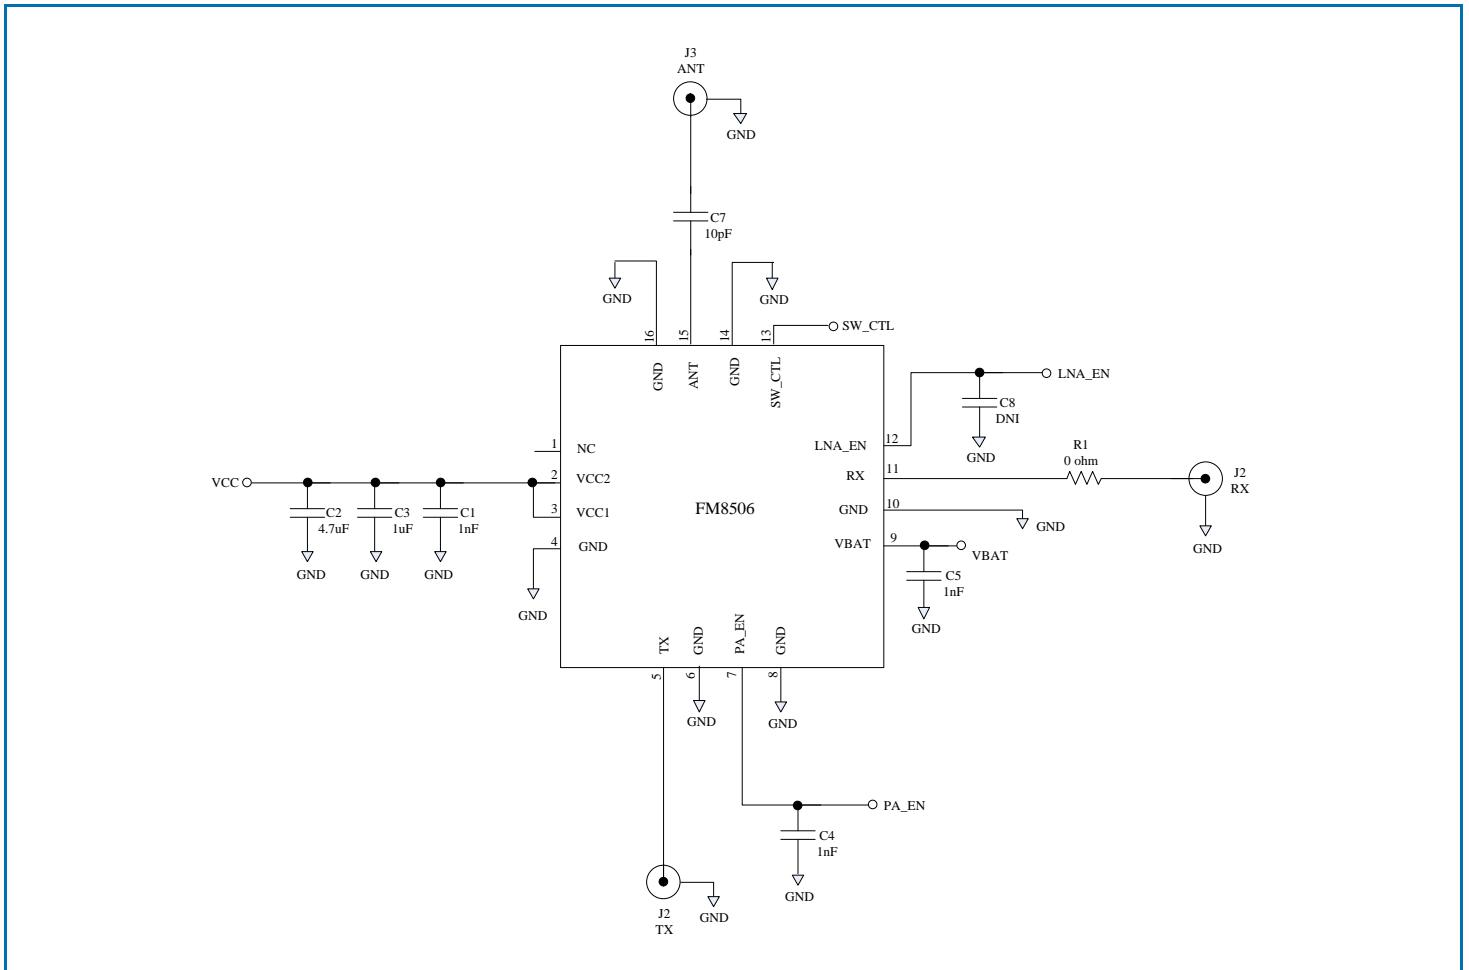 J3
ANT
GND
C7
10pF
GND
GND
16
15
14
13
SW_CTL
GND
ANT
GND
SW_CTL
LNA_EN
C8
DNI
GND
12
LNA_EN
R1
0 ohm
1
NC
11
RX
J2
RX
VCC
2
VCC2
3
VCC1
FM8506
10
GND
GND
C2
4.7uF
C3
1uF
C1
1nF
4
GND
9
VBAT
VBAT
GND
GND
GND
GND
C5
1nF
GND
GND
GND
TX
GND
PA_EN
GND
5
6
7
8
GND
GND
PA_EN
C4
1nF
GND
J2
TX
GND